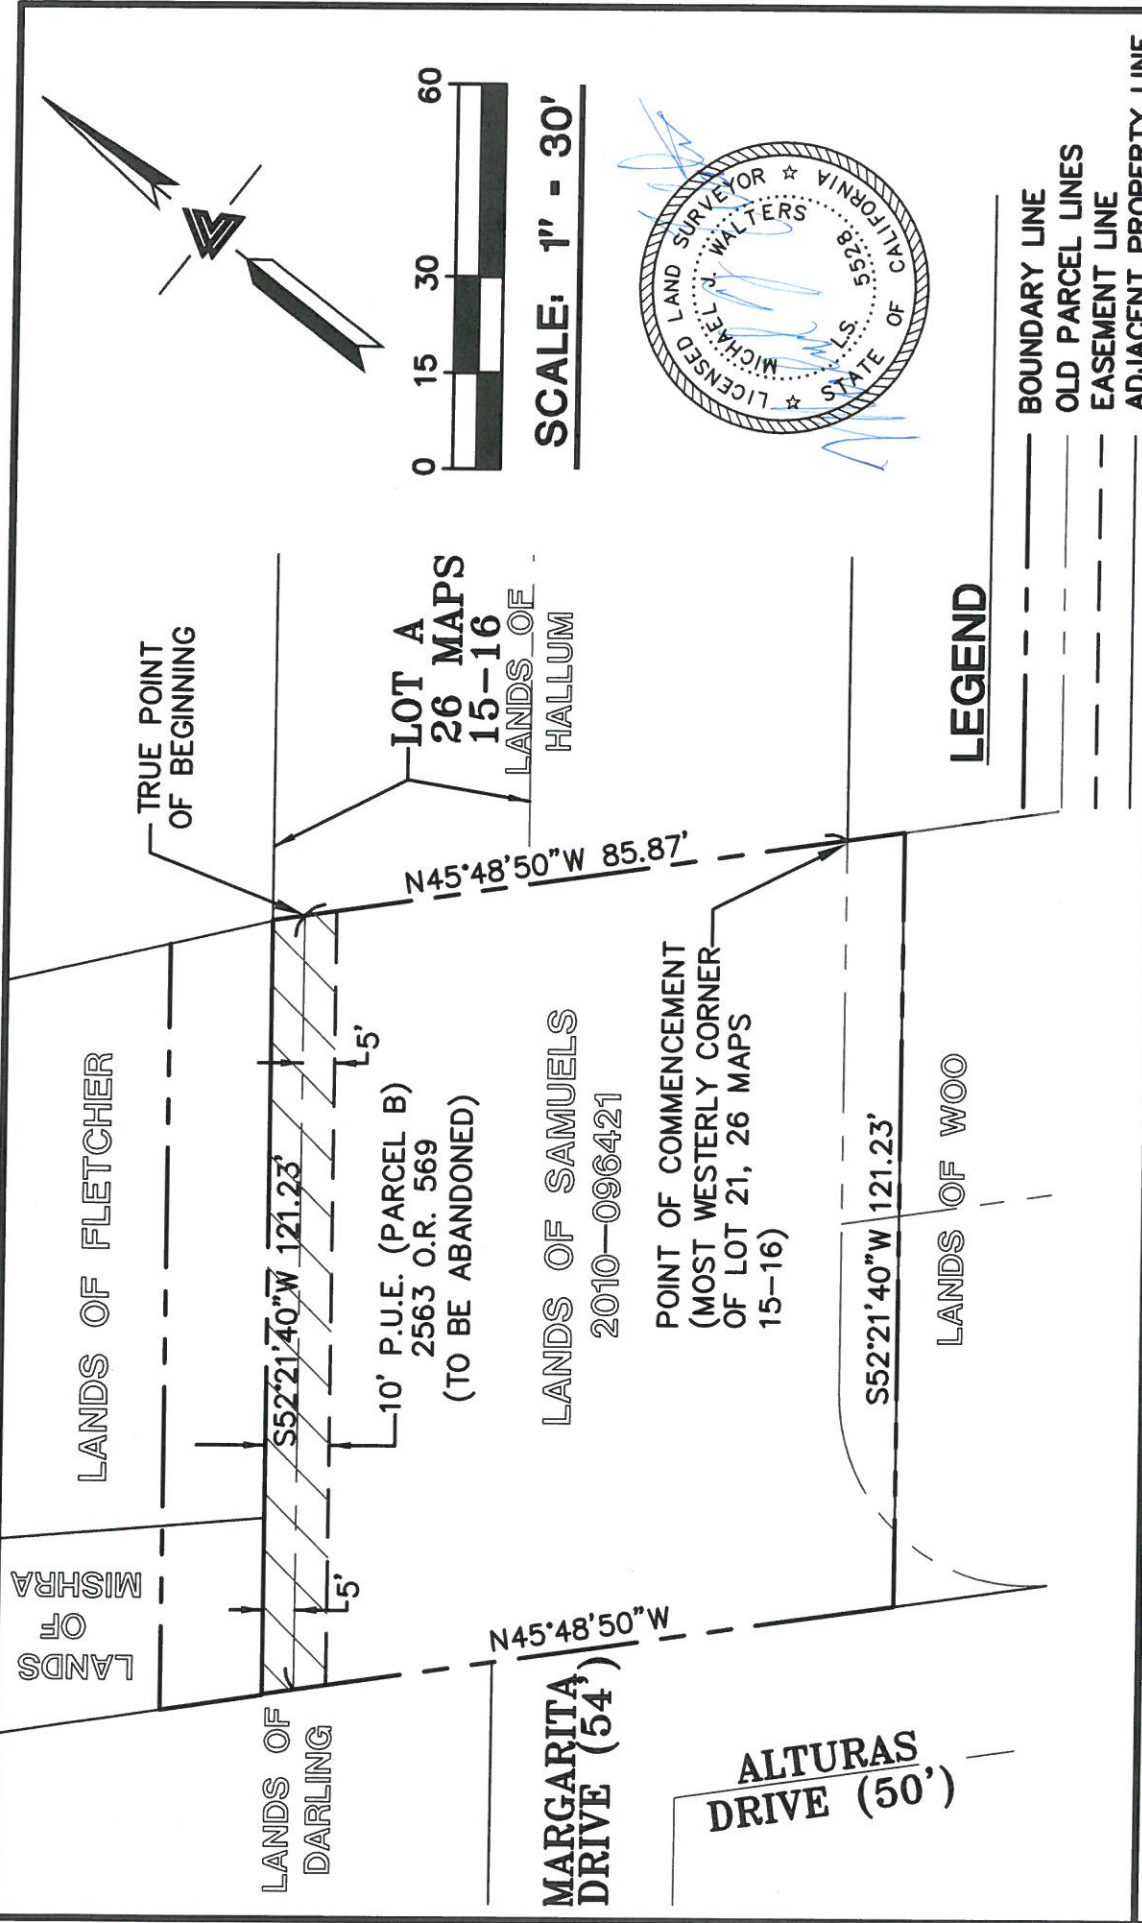 LANDS
OF
MISHRA
LANDS OF FLETCHER
TRUE POINT
OF BEGINNING
0 15 30 60
SCALE: 1" - 30'
LANDS OF
DARLING
S52°21'40"W 121.23'
5'
5'
10' P.U.E. (PARCEL B)
2563 O.R. 569
(TO BE ABANDONED)
N45°48'50"W 85.87'
LOT A
26 MAPS
15-16
LANDS OF
HALLUM
MARGARITA
DRIVE (54')
N45°48'50"W
LANDS OF SAMUELS
2010-096421
POINT OF COMMENCEMENT
(MOST WESTERLY CORNER
OF LOT 21, 26 MAPS
15-16)
LICENSED LAND SURVEYOR
MICHAEL J. WALTERS
L.S. 5528
STATE OF CALIFORNIA
ALTURAS
DRIVE (50')
S52°21'40"W 121.23'
LANDS OF WOO
LEGEND
BOUNDARY LINE
OLD PARCEL LINES
EASEMENT LINE
ADJACENT PROPERTY LINE